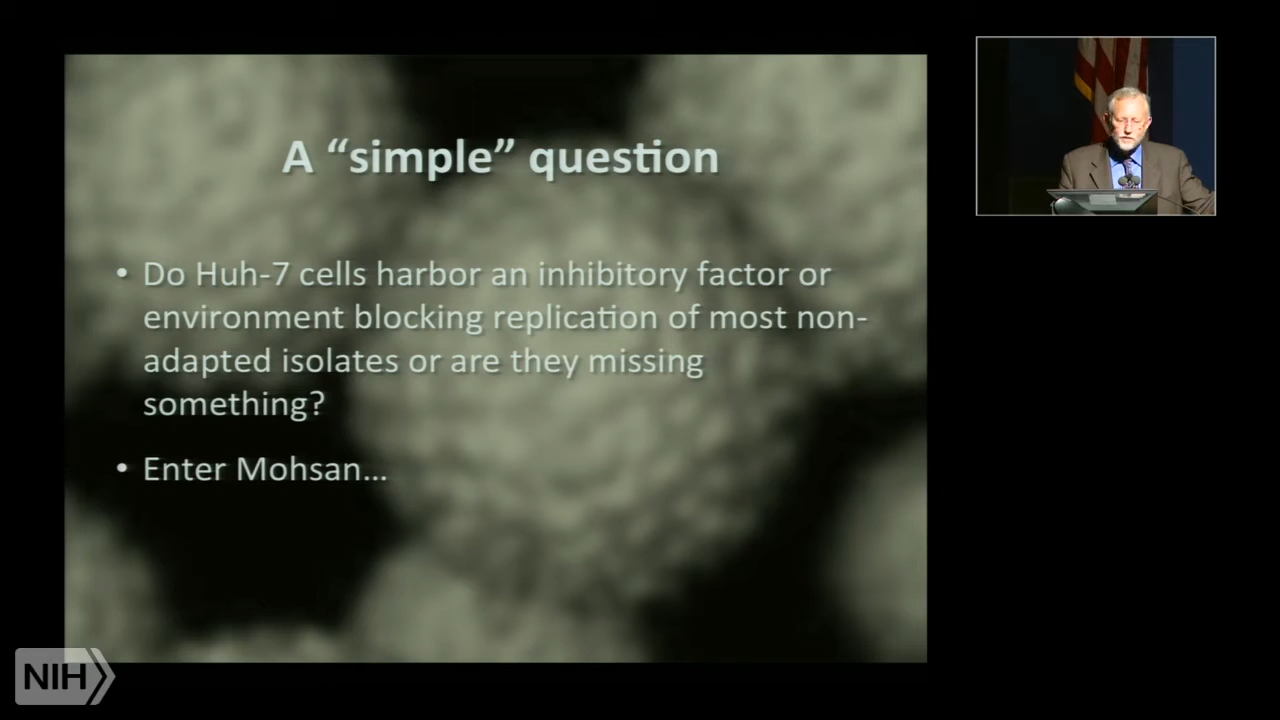 A “simple” question
• Do Huh-7 cells harbor an inhibitory factor or
environment blocking replication of most non-
adapted isolates or are they missing
something?
• Enter Mohsan...
NIH